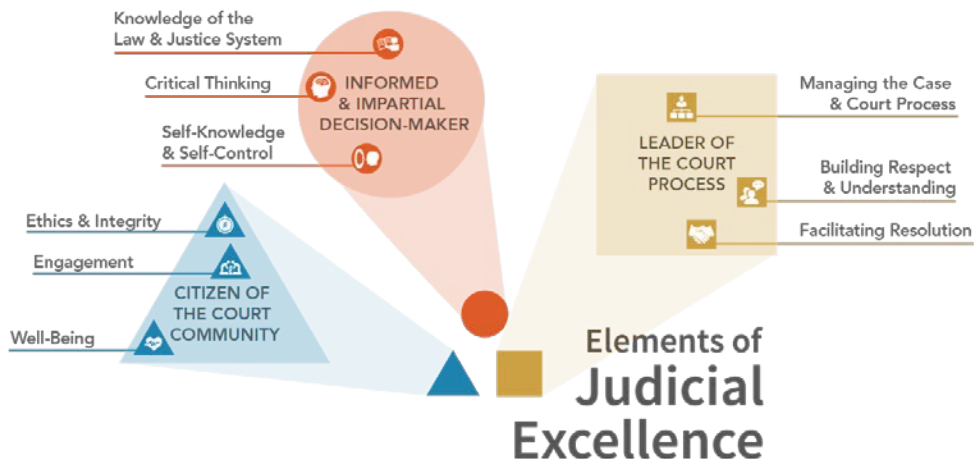 Knowledge of the
Law & Justice System
Critical Thinking
Self-Knowledge
& Self-Control
INFORMED
& IMPARTIAL
DECISION-MAKER
Managing the Case
& Court Process
Building Respect
& Understanding
Facilitating Resolution
LEADER OF
THE COURT
PROCESS
Ethics & Integrity
Engagement
Well-Being
CITIZEN OF
THE COURT
COMMUNITY
Elements of
Judicial
Excellence